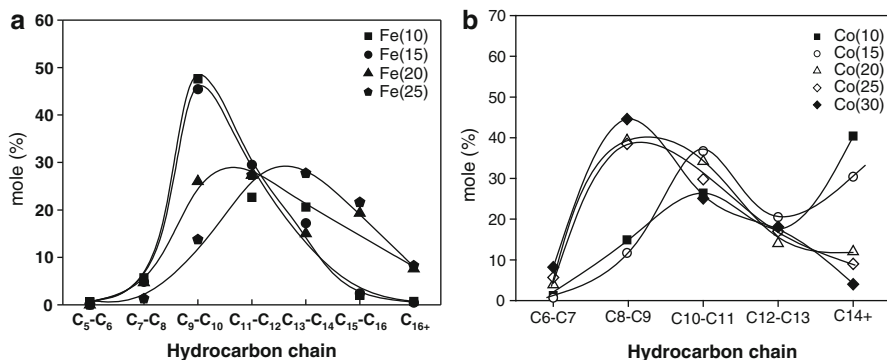 a
60
50
40
30
20
10
0
mole (%)
Fe(10)
Fe(15)
Fe(20)
Fe(25)
C5-C6 C7-C8 C9-C10 C11-C12 C13-C14 C15-C16 C16+
Hydrocarbon chain
b
70
60
50
40
30
20
10
0
mole (%)
Co(10)
Co(15)
Co(20)
Co(25)
Co(30)
C6-C7 C8-C9 C10-C11 C12-C13 C14+
Hydrocarbon chain